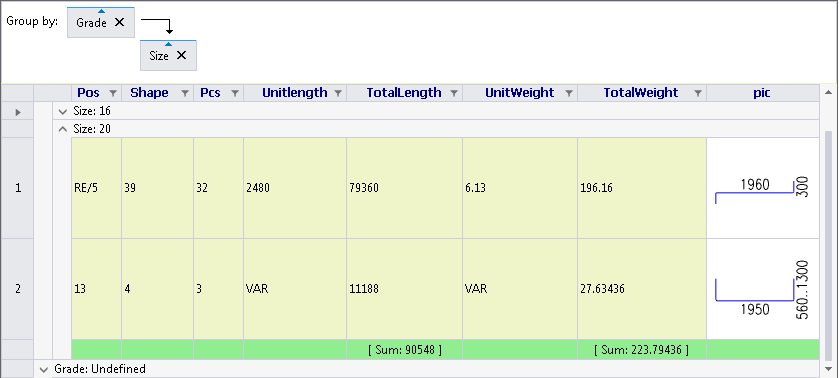 Group by: Grade ✕
Size ✕
Pos Shape Pcs Unitlength TotalLength UnitWeight TotalWeight pic
Size: 16
Size: 20
1 RE/5 39 32 2480 79360 6.13 196.16 1960 300
2 13 4 3 VAR 11188 VAR 27.63436 1950 560..1300
[ Sum: 90548 ] [ Sum: 223.79436 ]
Grade: Undefined